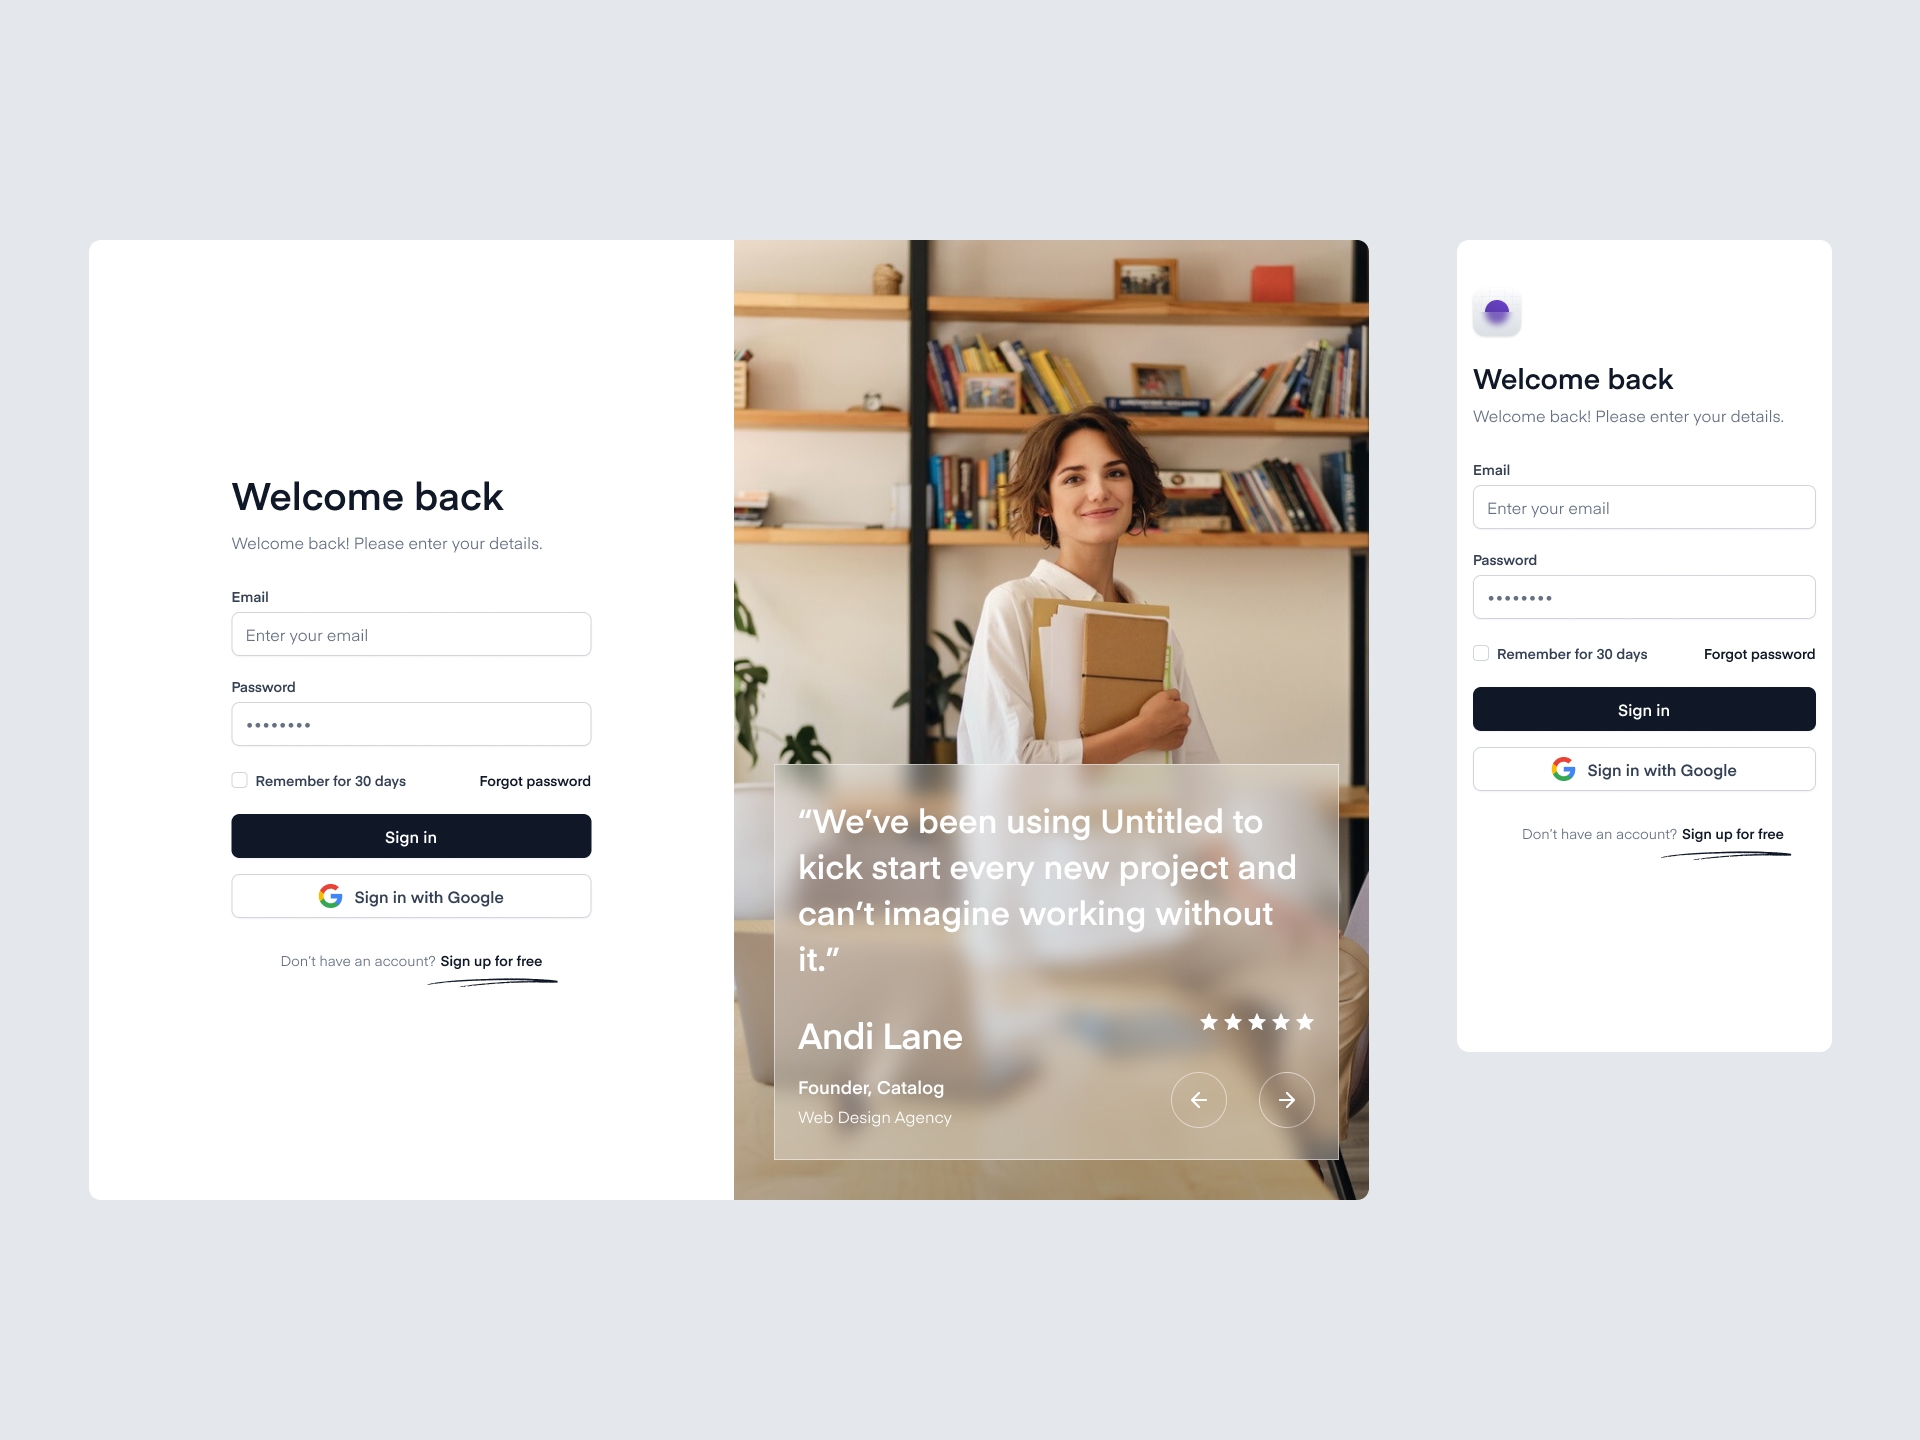 Welcome back
Welcome back! Please enter your details.
Email
Enter your email
Password
••••••••
Remember for 30 days
Forgot password
Sign in
Sign in with Google
Don't have an account? Sign up for free
“We’ve been using Untitled to
kick start every new project and
can’t imagine working without
it.”
Andi Lane
Founder, Catalog
Web Design Agency
Welcome back
Welcome back! Please enter your details.
Email
Enter your email
Password
••••••••
Remember for 30 days
Forgot password
Sign in
Sign in with Google
Don't have an account? Sign up for free